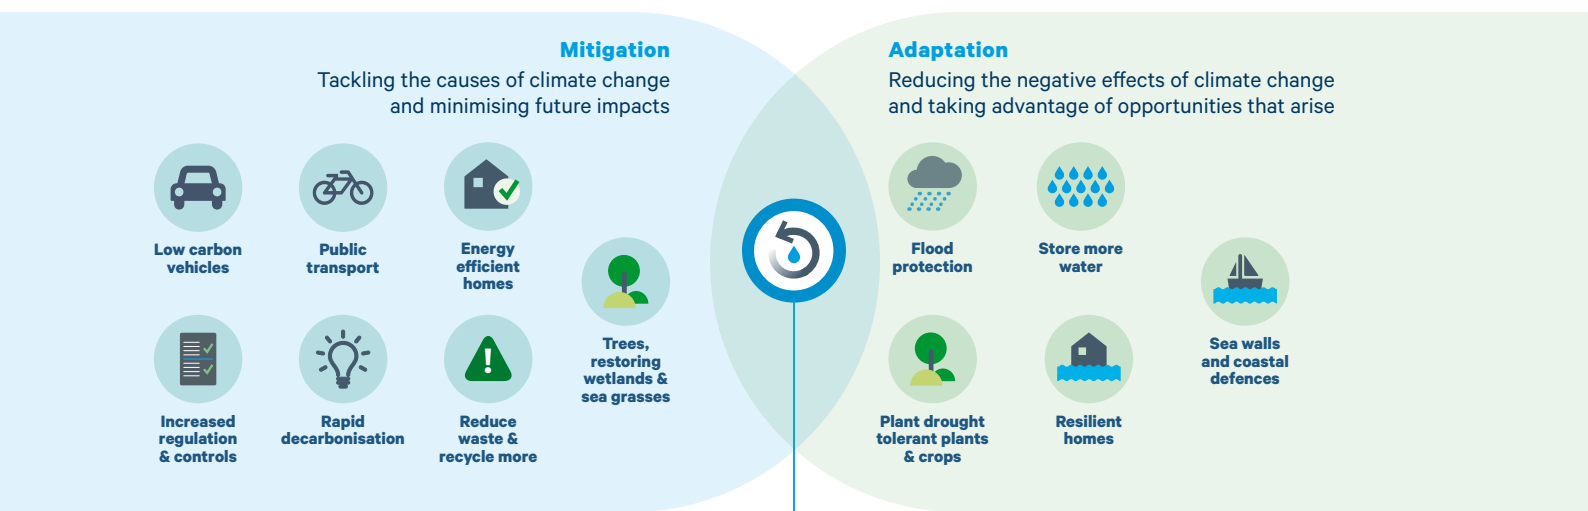 Mitigation
Tackling the causes of climate change
and minimising future impacts
Low carbon
vehicles
Public
transport
Energy
efficient
homes
Trees,
restoring
wetlands &
sea grasses
Increased
regulation
& controls
Rapid
decarbonisation
Reduce
waste &
recycle more
Adaptation
Reducing the negative effects of climate change
and taking advantage of opportunities that arise
Flood
protection
Store more
water
Sea walls
and coastal
defences
Plant drought
tolerant plants
& crops
Resilient
homes